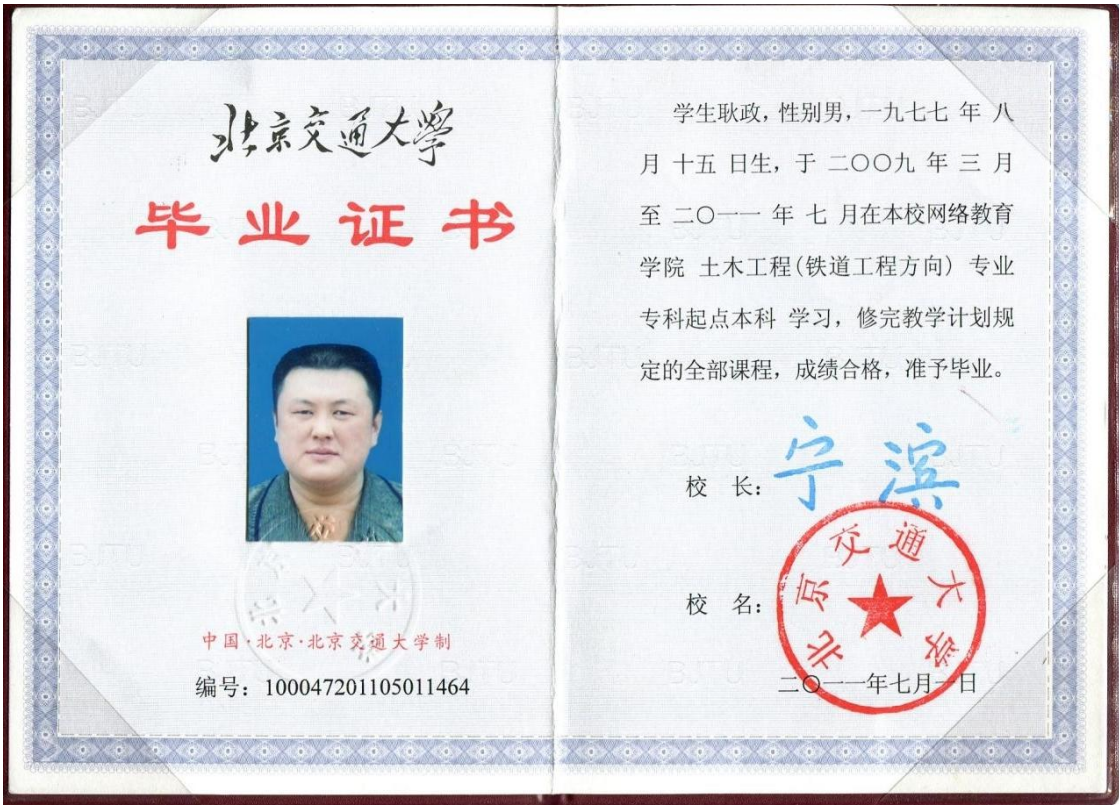 北京交通大學
毕业证书
中国·北京·北京交通大学制
编号：100047201105011464
学生耿政，性别男，一九七七 年 八
月 十五 日生，于 二〇〇九 年 三 月
至 二〇一一 年 七 月在本校网络教育
学院 土木工程(铁道工程方向) 专业
专科起点本科 学习，修完教学计划规
定的全部课程，成绩合格，准予毕业。
校 长：宁滨
校 名：
北京交通大学
二〇一一年七月一日
BJTU